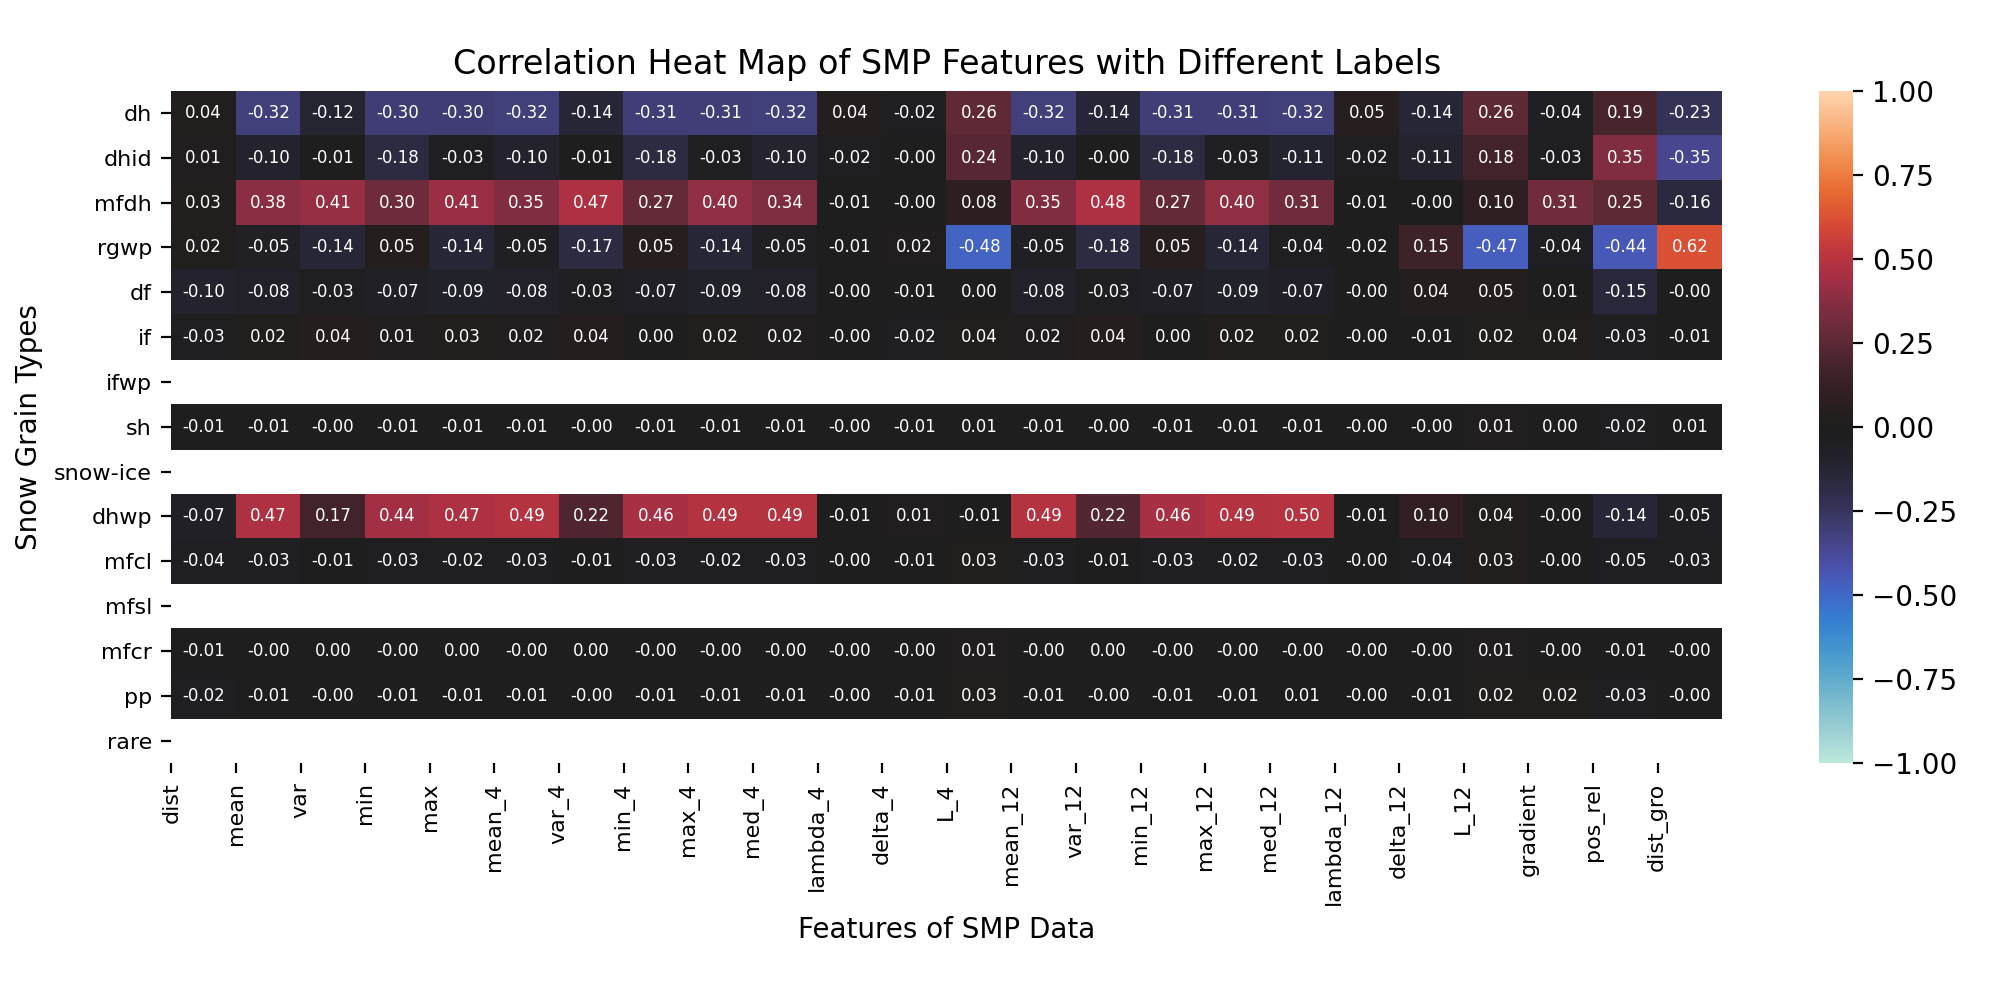 Correlation Heat Map of SMP Features with Different Labels
Snow Grain Types
dh 0.04 -0.32 -0.12 -0.30 -0.30 -0.32 -0.14 -0.31 -0.31 -0.32 0.04 -0.02 0.26 -0.32 -0.14 -0.31 -0.31 -0.32 0.05 -0.14 0.26 -0.04 0.19 -0.23
dhid 0.01 -0.10 -0.01 -0.18 -0.03 -0.10 -0.01 -0.18 -0.03 -0.10 -0.02 -0.00 0.24 -0.10 -0.00 -0.18 -0.03 -0.11 -0.02 -0.11 0.18 -0.03 0.35 -0.35
mfdh 0.03 0.38 0.41 0.30 0.41 0.35 0.47 0.27 0.40 0.34 -0.01 -0.00 0.08 0.35 0.48 0.27 0.40 0.31 -0.01 -0.00 0.10 0.31 0.25 -0.16
rgwp 0.02 -0.05 -0.14 0.05 -0.14 -0.05 -0.17 0.05 -0.14 -0.05 -0.01 0.02 -0.48 -0.05 -0.18 0.05 -0.14 -0.04 -0.02 0.15 -0.47 -0.04 -0.44 0.62
df -0.10 -0.08 -0.03 -0.07 -0.09 -0.08 -0.03 -0.07 -0.09 -0.08 -0.00 -0.01 0.00 -0.08 -0.03 -0.07 -0.09 -0.07 -0.00 0.04 0.05 0.01 -0.15 -0.00
if -0.03 0.02 0.04 0.01 0.03 0.02 0.04 0.00 0.02 0.02 -0.00 -0.02 0.04 0.02 0.04 0.00 0.02 0.02 -0.00 -0.01 0.02 0.04 -0.03 -0.01
ifwp
sh -0.01 -0.01 -0.00 -0.01 -0.01 -0.01 -0.00 -0.01 -0.01 -0.01 -0.00 -0.01 0.01 -0.01 -0.00 -0.01 -0.01 -0.01 -0.00 -0.00 0.01 0.00 -0.02 0.01
snow-ice
dhwp -0.07 0.47 0.17 0.44 0.47 0.49 0.22 0.46 0.49 0.49 -0.01 0.01 -0.01 0.49 0.22 0.46 0.49 0.50 -0.01 0.10 0.04 -0.00 -0.14 -0.05
mfcl -0.04 -0.03 -0.01 -0.03 -0.02 -0.03 -0.01 -0.03 -0.02 -0.03 -0.00 -0.01 0.03 -0.03 -0.01 -0.03 -0.02 -0.03 -0.00 -0.04 0.03 -0.00 -0.05 -0.03
mfsl
mfcr -0.01 -0.00 0.00 -0.00 0.00 -0.00 0.00 -0.00 -0.00 -0.00 -0.00 -0.00 0.01 -0.00 0.00 -0.00 -0.00 -0.00 -0.00 -0.00 0.01 -0.00 -0.01 -0.00
pp -0.02 -0.01 -0.00 -0.01 -0.01 -0.01 -0.00 -0.01 -0.01 -0.01 -0.00 -0.01 0.03 -0.01 -0.00 -0.01 -0.01 0.01 -0.00 -0.01 0.02 0.02 -0.03 -0.00
rare
dist mean var min max mean_4 var_4 min_4 max_4 med_4 lambda_4 delta_4 L_4 mean_12 var_12 min_12 max_12 med_12 lambda_12 delta_12 L_12 gradient pos_rel dist_gro
Features of SMP Data
1.00
0.75
0.50
0.25
0.00
−0.25
−0.50
−0.75
−1.00